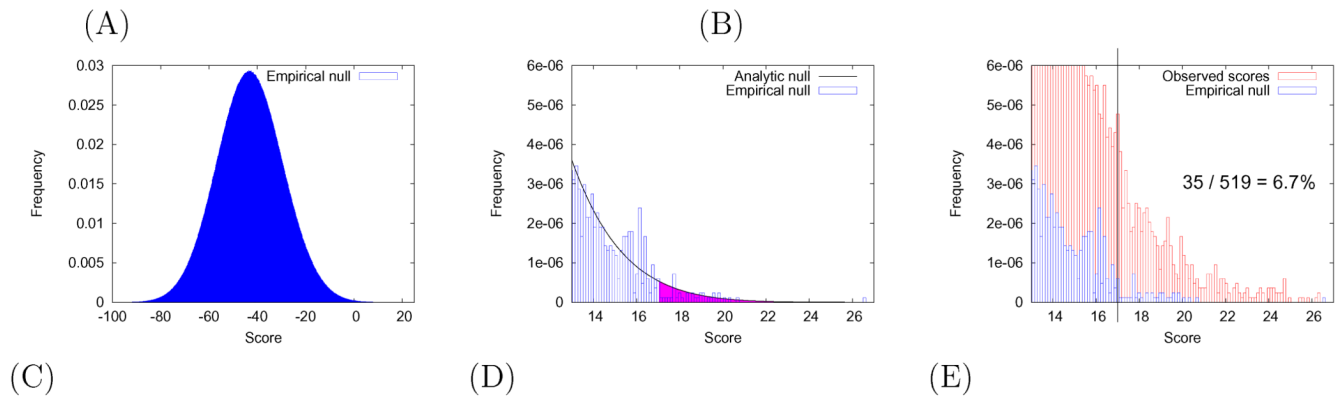 (A)
(B)
0.03
0.025
0.02
0.015
0.01
0.005
0
Frequency
Empirical null
-100
-80
-60
-40
-20
0
20
Score
6e-06
5e-06
4e-06
3e-06
2e-06
1e-06
0
Frequency
Analytic null
Empirical null
14
16
18
20
22
24
26
Score
6e-06
5e-06
4e-06
3e-06
2e-06
1e-06
0
Frequency
Observed scores
Empirical null
35 / 519 = 6.7%
14
16
18
20
22
24
26
Score
(C)
(D)
(E)